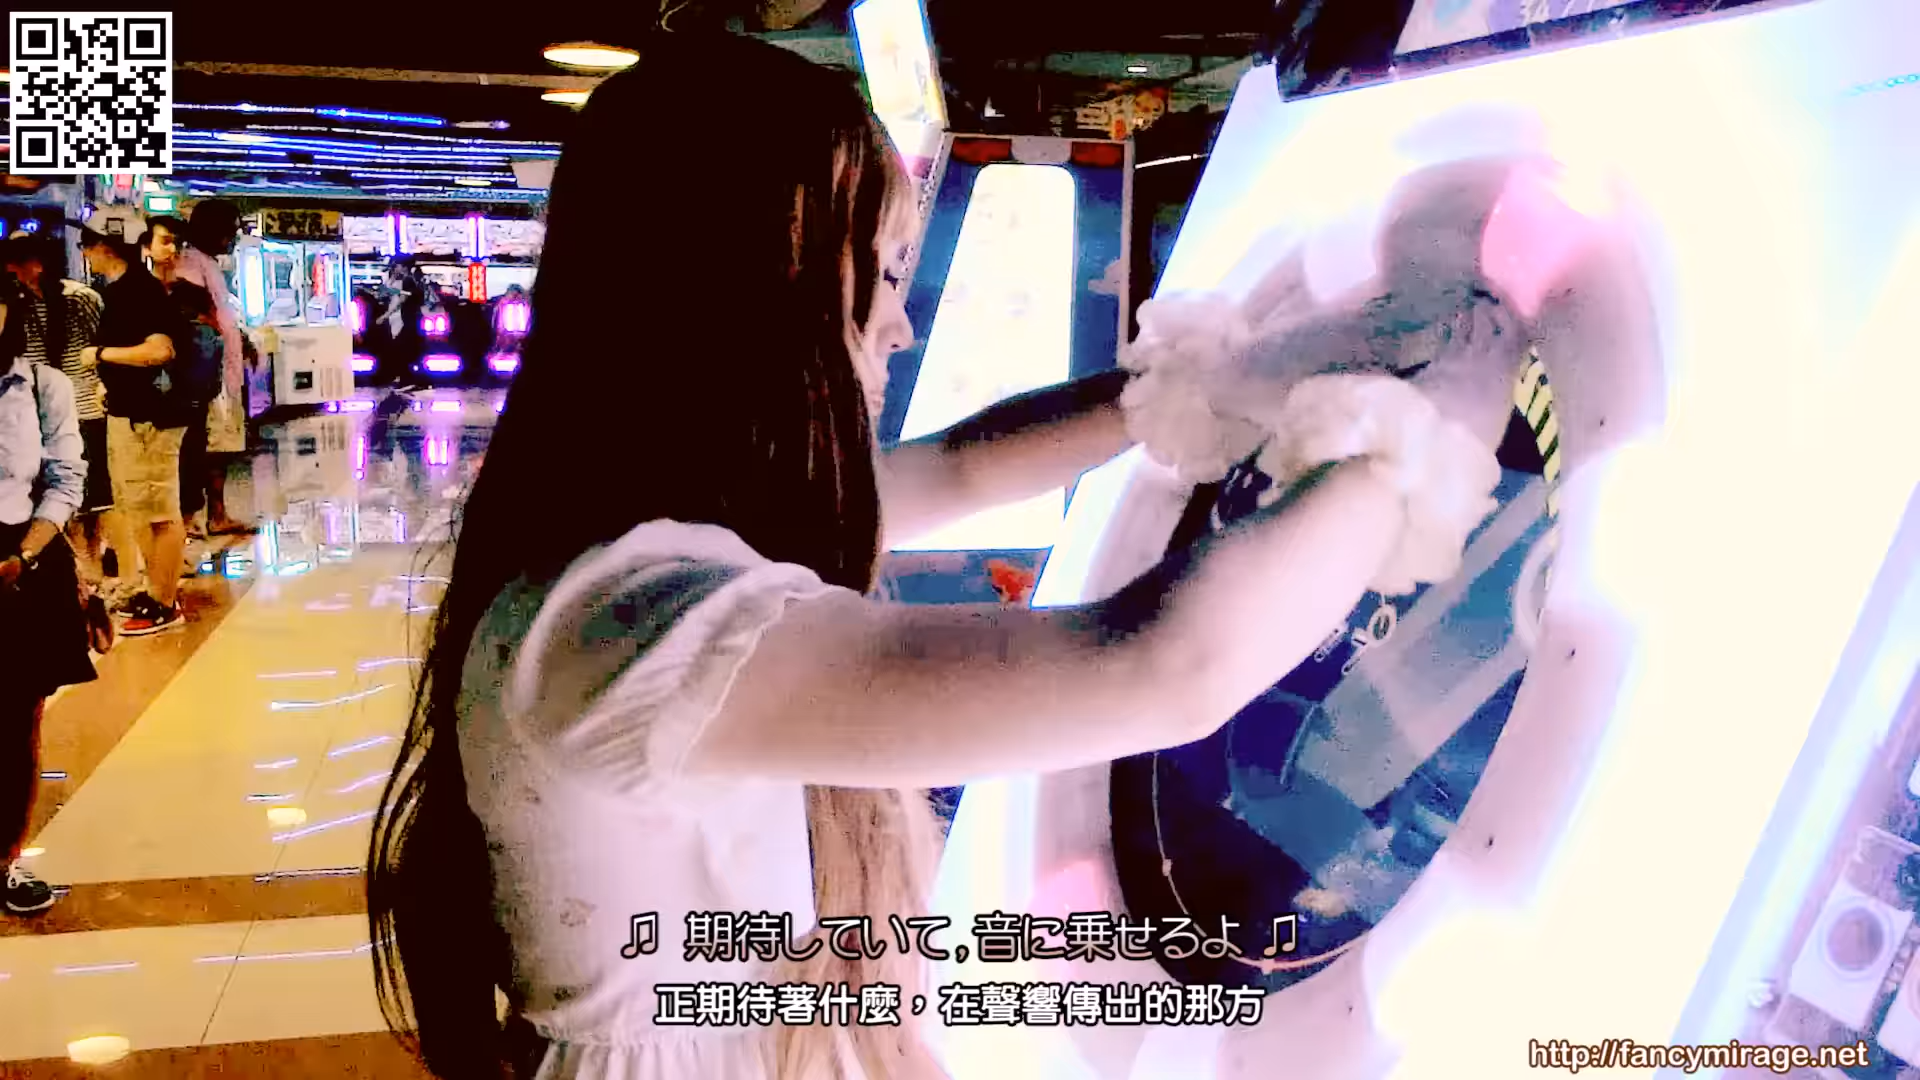 ♫ 期待していて,音に乗せるよ ♫
正期待著什麼，在聲響傳出的那方
http://fancymirage.net